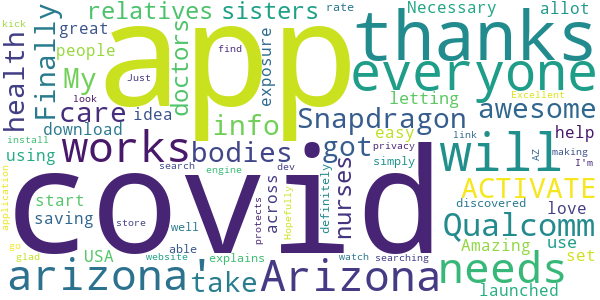 relatives sisters Necessary rate allot
kick great
people
My
Finally
health
doctors
app
exposure
find
idea
Just
thanks
everyone
letting
awesome
care
info
Snapdragon
look
download
easy
help
works
bodies
got
will
privacy
link
AZ
making
I'm
install
using
simply
Excellent
covid
search
engine
dev
nurses
definitely
ACTIVATE
start
across
love
application
saving
able
protects
Hopefully
well
discovered
Qualcomm
use
set
USA
store
Amazing
go
website
explains
watch
searching
needs
glad
arizona'
take
Arizona
launched